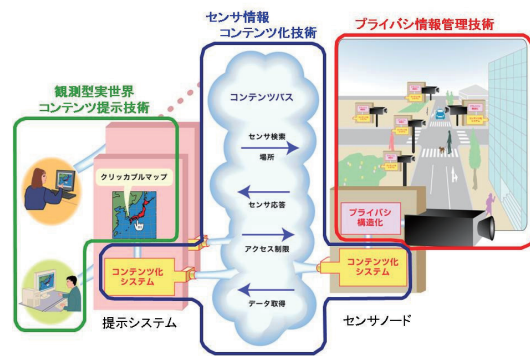 センサ情報
コンテンツ化技術
プライバシ情報管理技術
観測型実世界
コンテンツ提示技術
コンテンツバス
センサ検索
場所
クリッカブルマップ
センサ応答
プライバシ
構造化
アクセス制限
コンテンツ化
システム
コンテンツ化
システム
データ取得
提示システム
センサノード